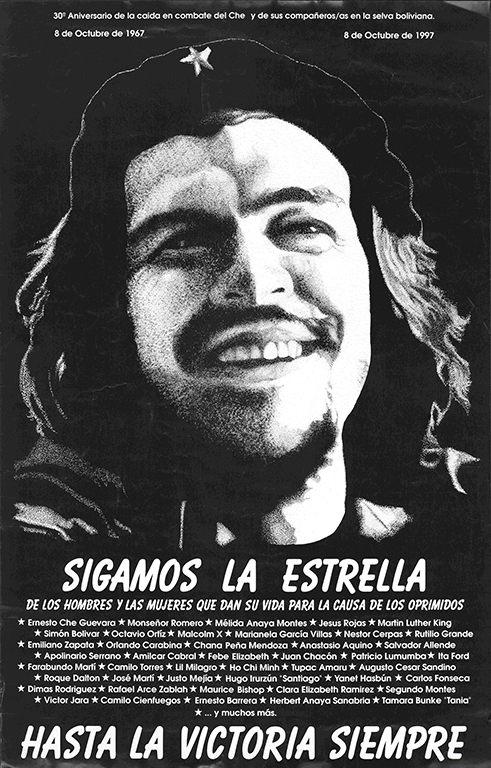 30º Aniversario de la caida en combate del Che y de sus compañeros/as en la selva boliviana.
8 de Octubre de 1967 8 de Octubre de 1997
SIGAMOS LA ESTRELLA
DE LOS HOMBRES Y LAS MUJERES QUE DAN SU VIDA PARA LA CAUSA DE LOS OPRIMIDOS
★ Ernesto Che Guevara ★ Monseñor Romero ★ Mélida Anaya Montes ★ Jesus Rojas ★ Martin Luther King
★ Simón Bolivar ★ Octavio Ortíz ★ Malcolm X ★ Marianela García Villas ★ Nestor Cerpas ★ Rutilio Grande
★ Emiliano Zapata ★ Orlando Carabino ★ Chana Peña Mendoza ★ Anastasio Aquino ★ Salvador Allende
★ Apolinario Serrano ★ Amilcar Cabral ★ Febe Elizabeth ★ Juan Chacón ★ Patricio Lumumba ★ Ita Ford
★ Farabundo Martí ★ Camilo Torres ★ Lil Milagro ★ Ho Chi Minh ★ Tupac Amaru ★ Augusto Cesar Sandino
★ Roque Dalton ★ José Martí ★ Justo Mejía ★ Hugo Irurzún 'Santiago' ★ Yanet Hasbún ★ Carlos Fonseca
★ Dimas Rodriguez ★ Rafael Arce Zablah ★ Maurice Bishop ★ Clara Elizabeth Ramirez ★ Segundo Montes
★ Victor Jara ★ Camilo Cienfuegos ★ Ernesto Barrera ★ Herbert Anaya Sanabria ★ Tamara Bunke 'Tania'
★ ... y muchos más.
HASTA LA VICTORIA SIEMPRE